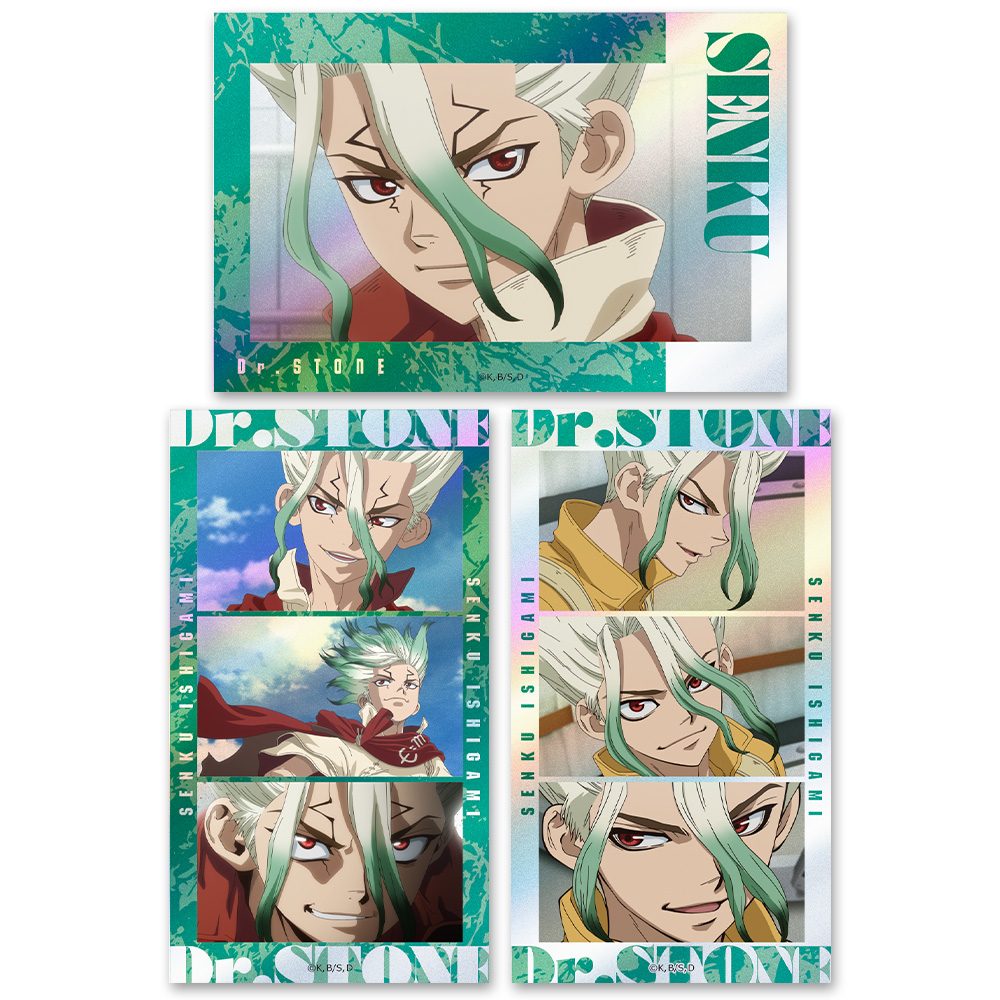 SENKU
Dr.STONE
©K, B/S, D
Dr.STONE
SENKU ISHIGAMI
SENKU ISHIGAMI
E=m
Dr.STONE
©K, B/S, D
Dr.STONE
SENKU ISHIGAMI
SENKU ISHIGAMI
Dr.STONE
©K, B/S, D